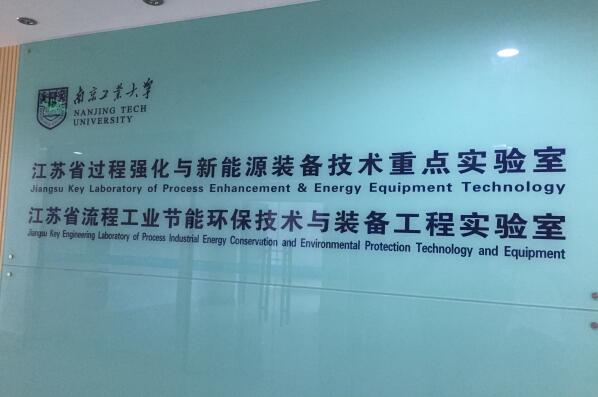 南京工业大学
NANJING TECH
UNIVERSITY
江苏省过程强化与新能源装备技术重点实验室
Jiangsu Key Laboratory of Process Enhancement & Energy Equipment Technology
江苏省流程工业节能环保技术与装备工程实验室
Jiangsu Key Engineering Laboratory of Process Industrial Energy Conservation and Environmental Protection Technology and Equipment